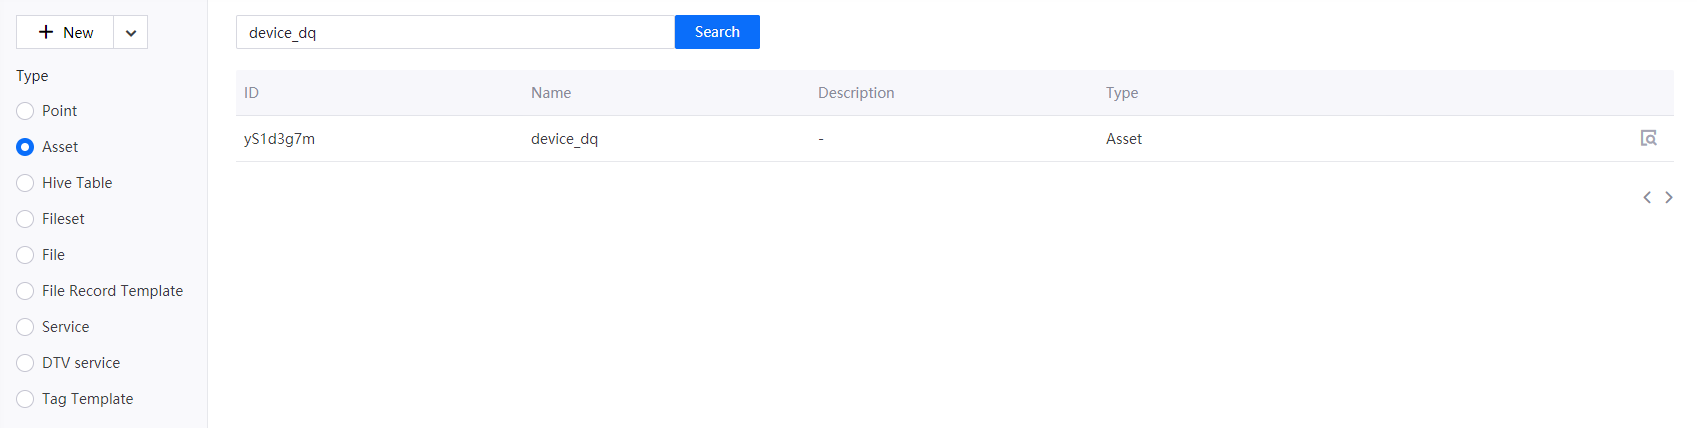 New
Type
Point
Asset
Hive Table
Fileset
File
File Record Template
Service
DTV service
Tag Template
device_dq
Search
ID Name Description Type
yS1d3g7m device_dq - Asset